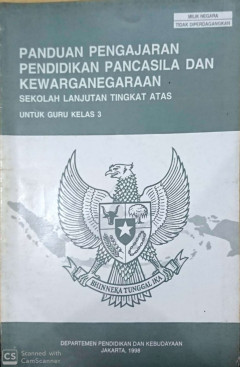 MILIK NEGARA
TIDAK DIPERDAGANGKAN
PANDUAN PENGAJARAN
PENDIDIKAN PANCASILA DAN
KEWARGANEGARAAN
SEKOLAH LANJUTAN TINGKAT ATAS
UNTUK GURU KELAS 3
BHINNEKA TUNGGAL IKA
DEPARTEMEN PENDIDIKAN DAN KEBUDAYAAN
JAKARTA, 1998
CS Scanned with
CamScanner